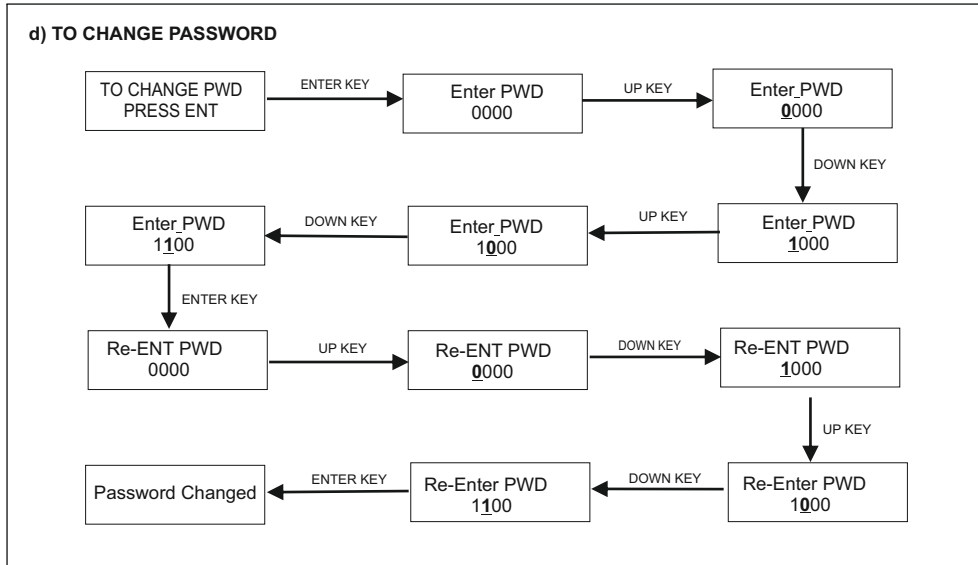 d) TO CHANGE PASSWORD
TO CHANGE PWD
PRESS ENT
ENTER KEY
Enter PWD
0000
UP KEY
Enter_PWD
0000
DOWN KEY
Enter_PWD
1000
UP KEY
Enter_PWD
1000
DOWN KEY
Enter_PWD
1100
ENTER KEY
Re-ENT PWD
0000
UP KEY
Re-ENT PWD
0000
DOWN KEY
Re-ENT PWD
1000
UP KEY
Re-Enter PWD
1000
DOWN KEY
Re-Enter PWD
1100
ENTER KEY
Password Changed